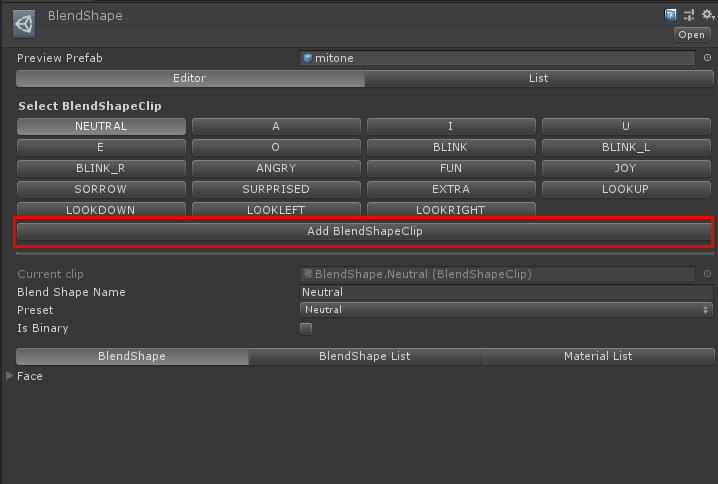 BlendShape
Open
Preview Prefab mitone
Editor List
Select BlendShapeClip
NEUTRAL A I U
E O BLINK BLINK_L
BLINK_R ANGRY FUN JOY
SORROW SURPRISED EXTRA LOOKUP
LOOKDOWN LOOKLEFT LOOKRIGHT
Add BlendShapeClip
Current clip BlendShape.Neutral (BlendShapeClip)
Blend Shape Name Neutral
Preset Neutral
Is Binary
BlendShape BlendShape List Material List
Face